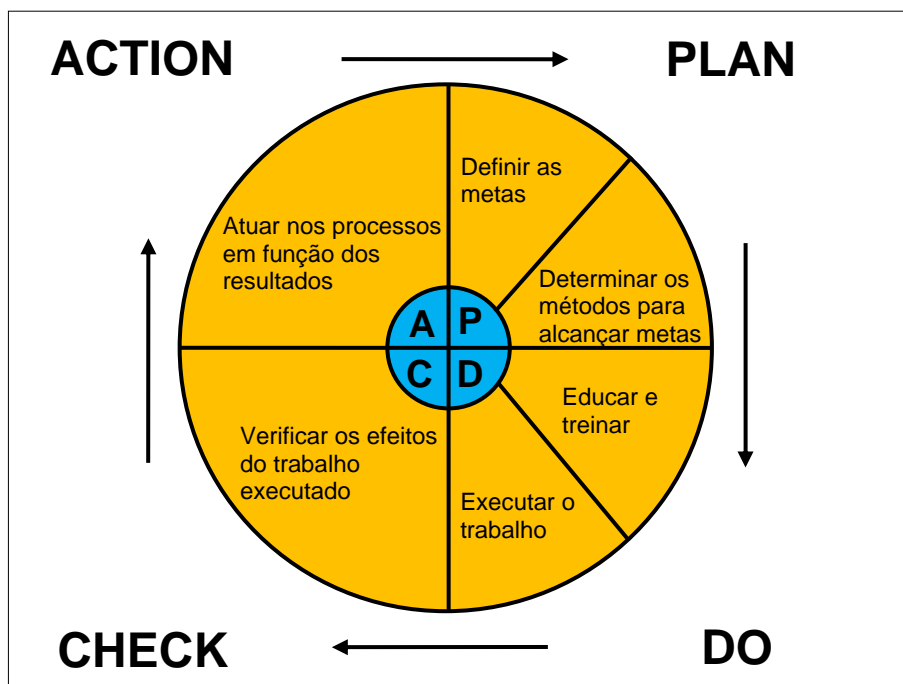 ACTION
PLAN
Definir as
metas
Atuar nos processos
em função dos
resultados
Determinar os
métodos para
alcançar metas
A P
C D
Educar e
treinar
Verificar os efeitos
do trabalho
executado
Executar o
trabalho
CHECK
DO